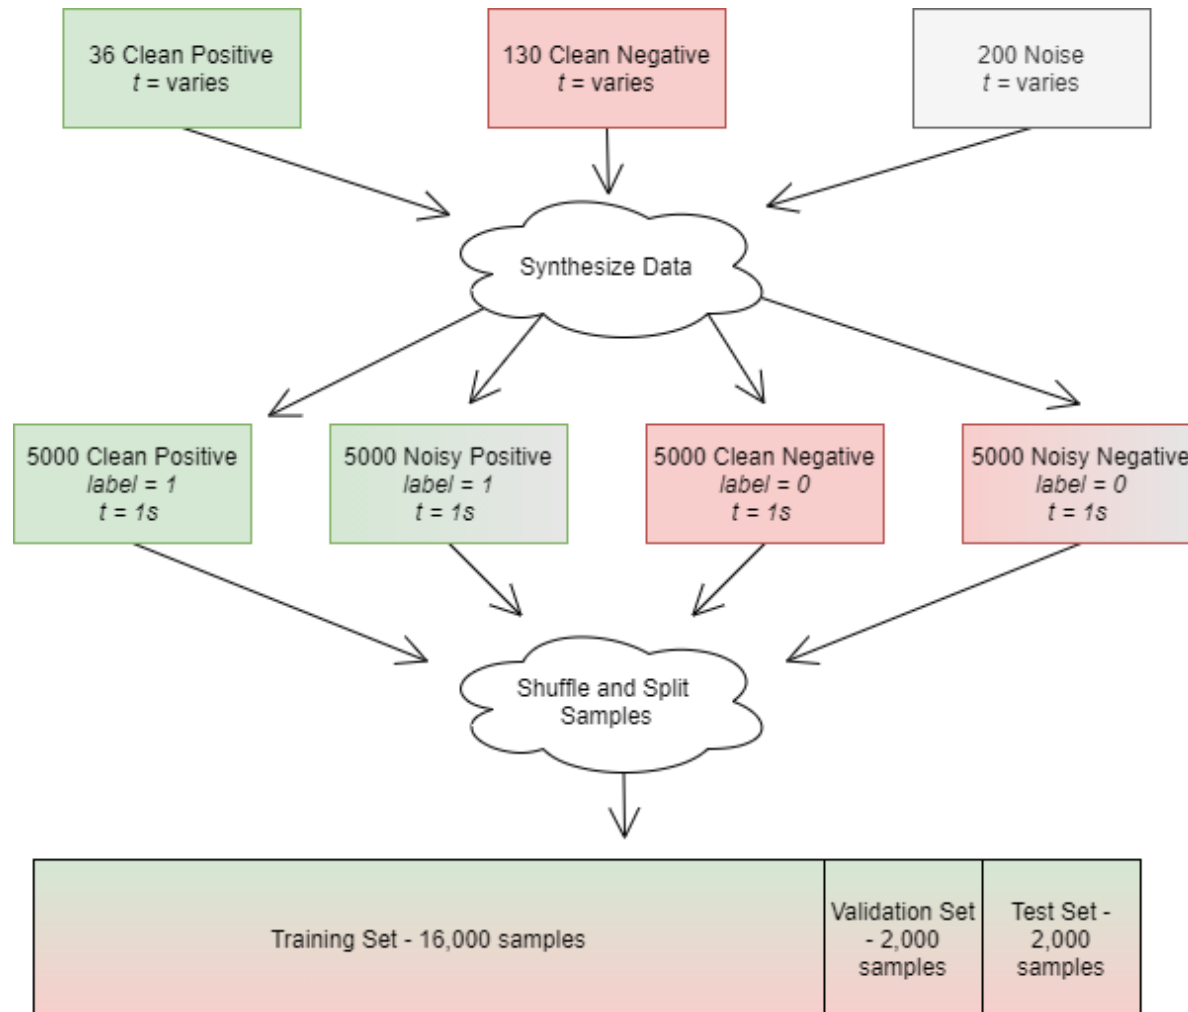 36 Clean Positive
t = varies
130 Clean Negative
t = varies
200 Noise
t = varies
Synthesize Data
5000 Clean Positive
label = 1
t = 1s
5000 Noisy Positive
label = 1
t = 1s
5000 Clean Negative
label = 0
t = 1s
5000 Noisy Negative
label = 0
t = 1s
Shuffle and Split
Samples
Training Set - 16,000 samples
Validation Set
- 2,000
samples
Test Set -
2,000
samples